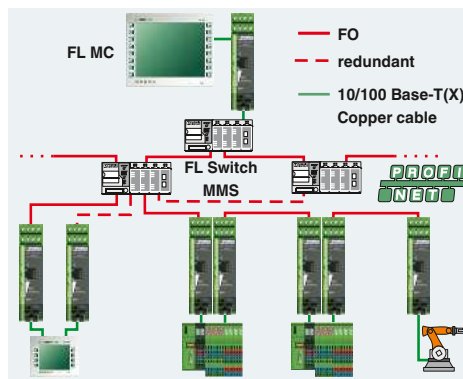 FL MC
FO
redundant
10/100 Base-T(X)
Copper cable
FL Switch
MMS
PROFI
NET